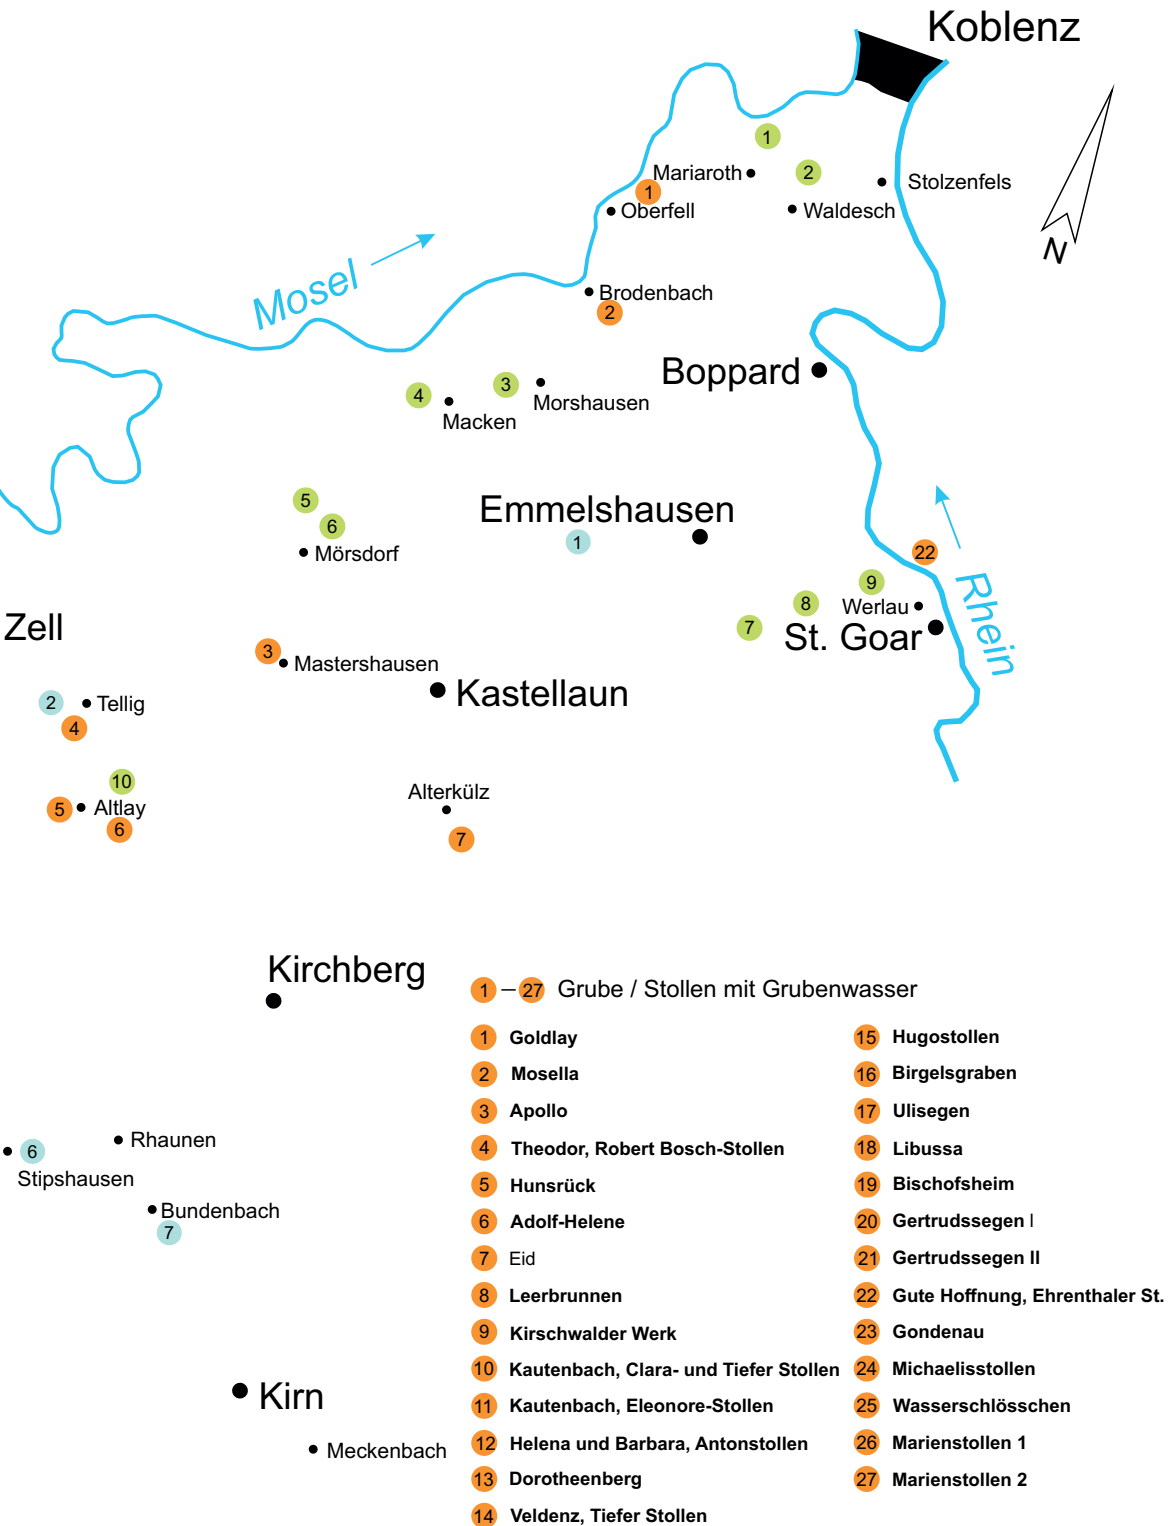 Koblenz
1
Mariaroth
2
1
Stolzenfels
Oberfell
Waldesch
N
Mosel
Brodenbach
2
Boppard
4
3
Macken
Morshausen
5
6
Mörsdorf
Emmelshausen
1
22
9
8
Werlau
7
St. Goar
Rhein
Zell
3
Mastershausen
Kastellaun
2
Tellig
4
10
5
Altlay
6
Alterkülz
7
Kirchberg
6
Stipshausen
Rhaunen
Bundenbach
7
Kirn
Meckenbach
1 – 27 Grube / Stollen mit Grubenwasser
1 Goldlay
2 Mosella
3 Apollo
4 Theodor, Robert Bosch-Stollen
5 Hunsrück
6 Adolf-Helene
7 Eid
8 Leerbrunnen
9 Kirschwalder Werk
10 Kautenbach, Clara- und Tiefer Stollen
11 Kautenbach, Eleonore-Stollen
12 Helena und Barbara, Antonstollen
13 Dorotheenberg
14 Veldenz, Tiefer Stollen
15 Hugostollen
16 Birgelsgraben
17 Ulisegen
18 Libussa
19 Bischofsheim
20 Gertrudssegen I
21 Gertrudssegen II
22 Gute Hoffnung, Ehrenthaler St.
23 Gondenau
24 Michaelisstollen
25 Wasserschlösschen
26 Marienstollen 1
27 Marienstollen 2